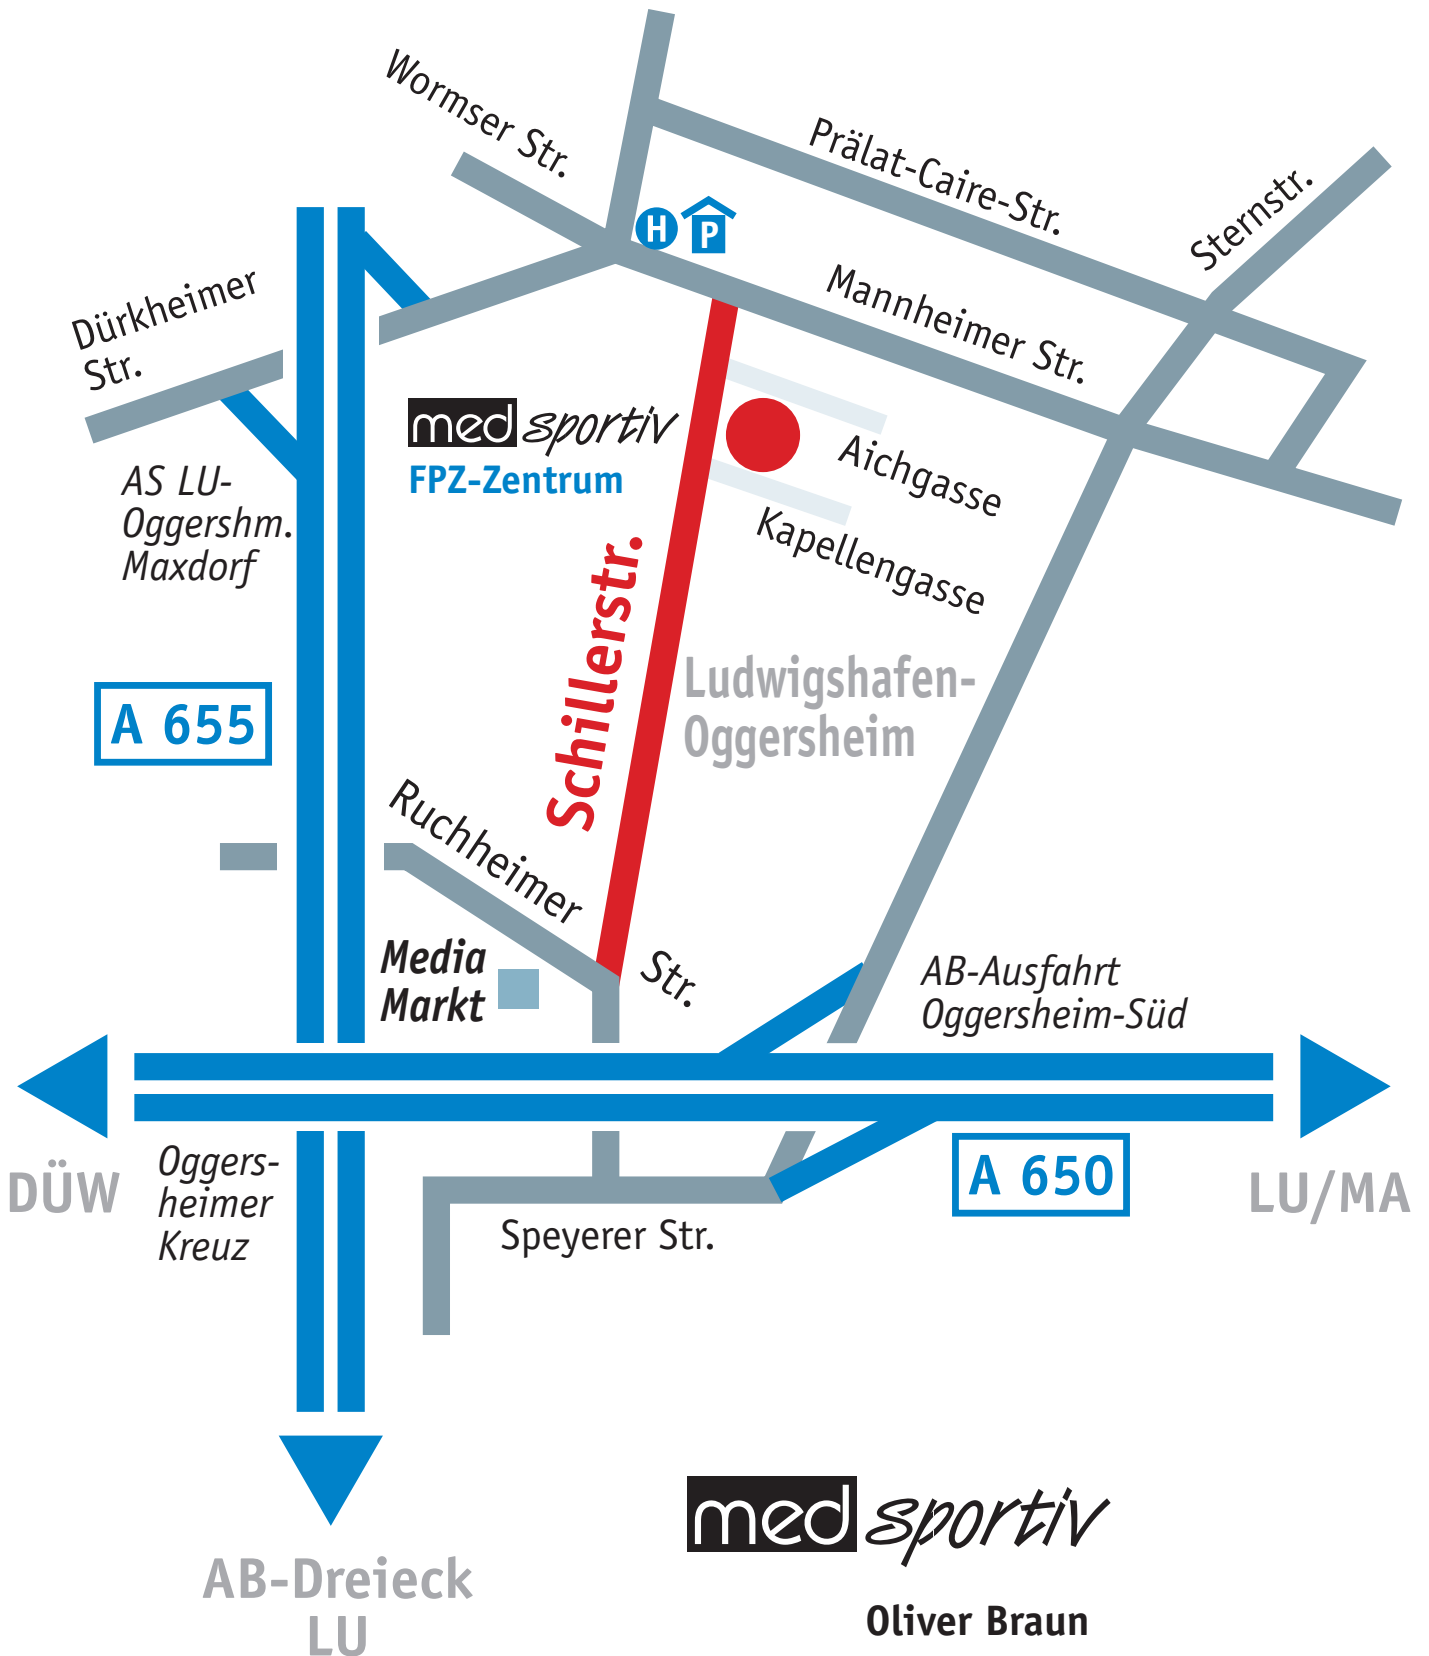 Wormser Str.
Prälat-Caire-Str.
Sternstr.
H
P
Mannheimer Str.
Dürkheimer
Str.
med sportiv
FPZ-Zentrum
Aichgasse
Kapellengasse
AS LU-
Oggershm.
Maxdorf
Schillerstr.
Ludwigshafen-
Oggersheim
A 655
Ruchheimer
Str.
Media
Markt
AB-Ausfahrt
Oggersheim-Süd
DÜW
Oggers-
heimer
Kreuz
A 650
LU/MA
Speyerer Str.
AB-Dreieck
LU
med sportiv
Oliver Braun